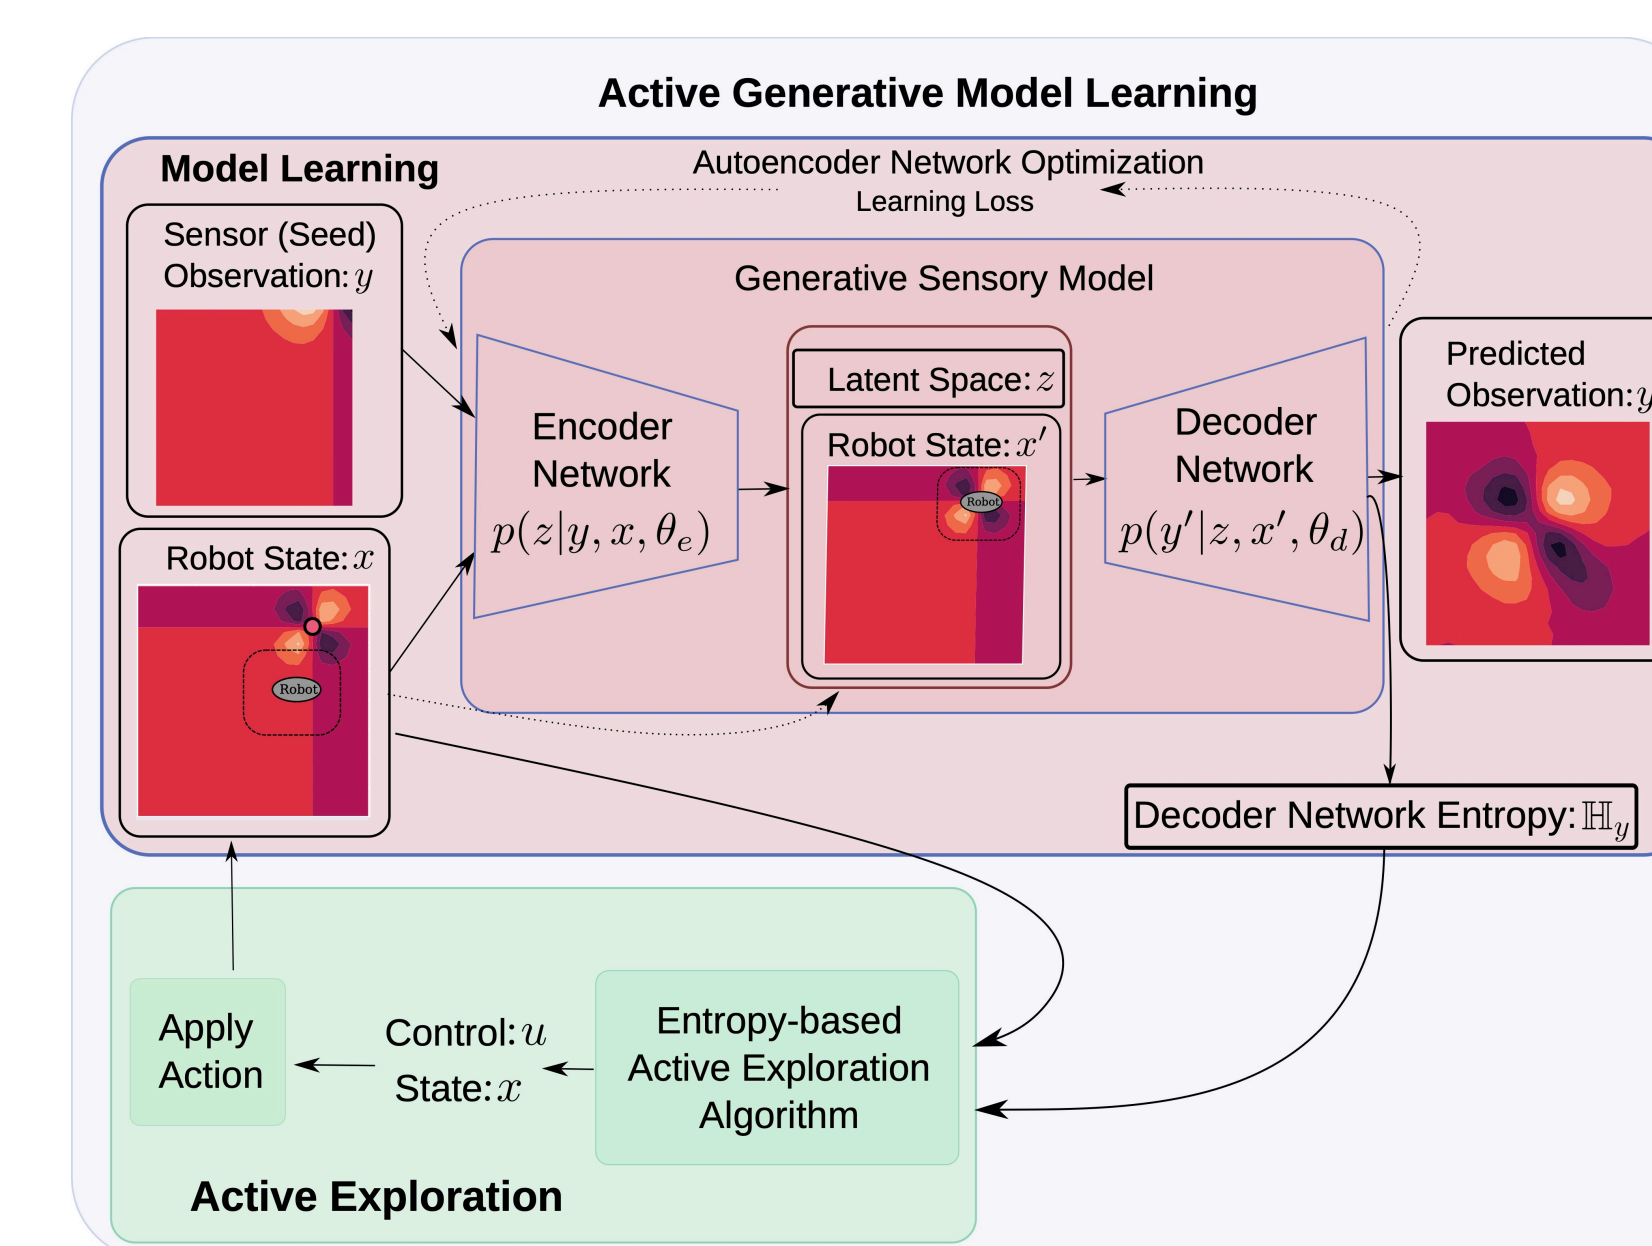 Active Generative Model Learning
Model Learning
Autoencoder Network Optimization
Learning Loss
Sensor (Seed)
Observation: y
Generative Sensory Model
Encoder
Network
p(z|y, x, θ_e)
Latent Space: z
Robot State: x′
Robot
Decoder
Network
p(y′|z, x′, θ_d)
Predicted
Observation: y
Robot State: x
Robot
Decoder Network Entropy: ℍ_y
Apply
Action
Control: u
State: x
Entropy-based
Active Exploration
Algorithm
Active Exploration